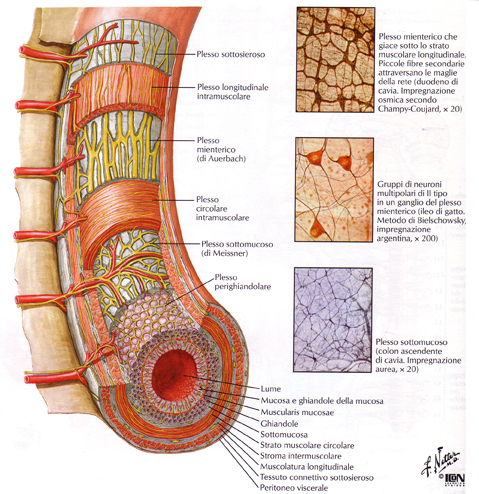 Plesso sottosieroso
Plesso longitudinale
intramuscolare
Plesso
mienterico
(di Auerbach)
Plesso
circolare
intramuscolare
Plesso sottomucoso
(di Meissner)
Plesso
perighiandolare
Lume
Mucosa e ghiandole della mucosa
Muscularis mucosae
Ghiandole
Sottomucosa
Strato muscolare circolare
Stroma intermuscolare
Muscolatura longitudinale
Tessuto connettivo sottosieroso
Peritoneo viscerale
Plesso mienterico che
giace sotto lo strato
muscolare longitudinale.
Piccole fibre secondarie
attraversano le maglie
della rete (duodeno di
cavia. Impregnazione
osmica secondo
Champy-Coujard, × 20)
Gruppi di neuroni
multipolari di II tipo
in un ganglio del plesso
mienterico (ileo di gatto.
Metodo di Bielschowsky,
impregnazione
argentina, × 200)
Plesso sottomucoso
(colon ascendente
di cavia. Impregnazione
aurea, × 20)
F. Netter
M.D.
© ICON